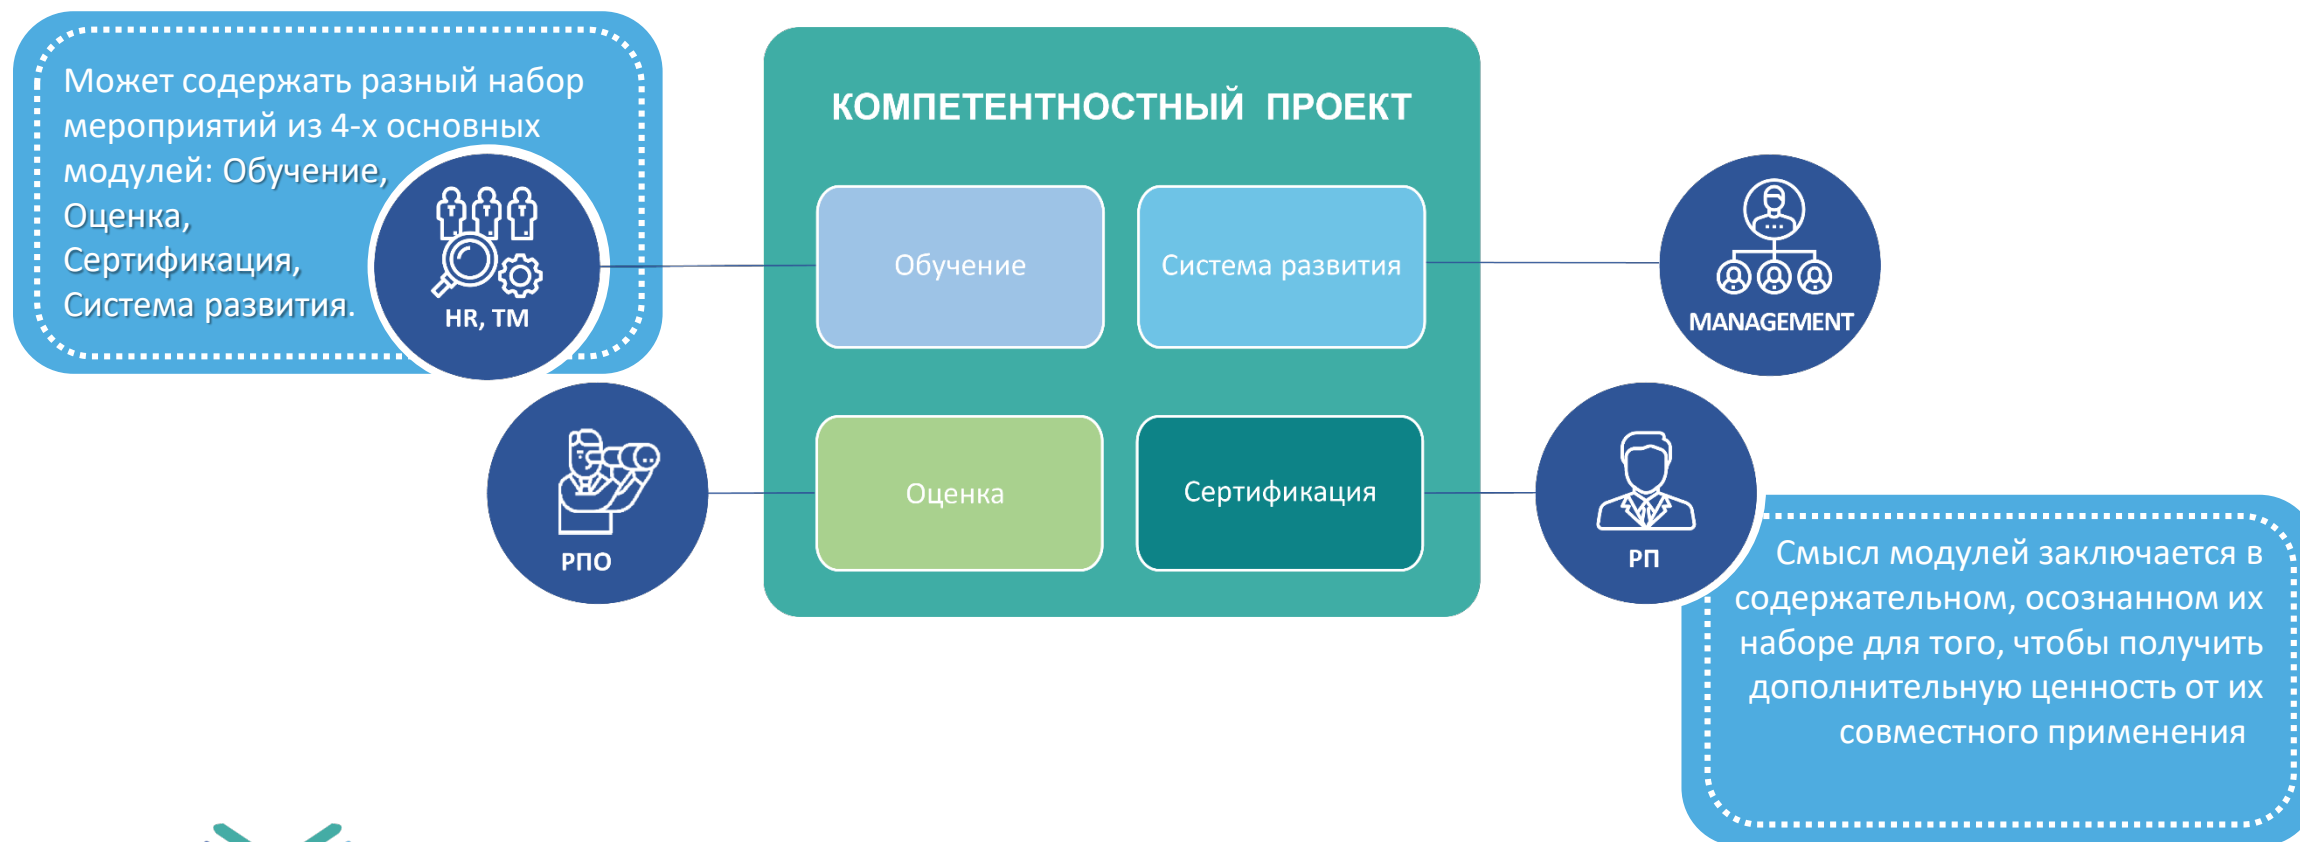 Может содержать разный набор
мероприятий из 4-х основных
модулей: Обучение,
Оценка,
Сертификация,
Система развития.
HR, TM
РПО
КОМПЕТЕНТНОСТНЫЙ ПРОЕКТ
Обучение
Система развития
Оценка
Сертификация
MANAGEMENT
РП
Смысл модулей заключается в
содержательном, осознанном их
наборе для того, чтобы получить
дополнительную ценность от их
совместного применения